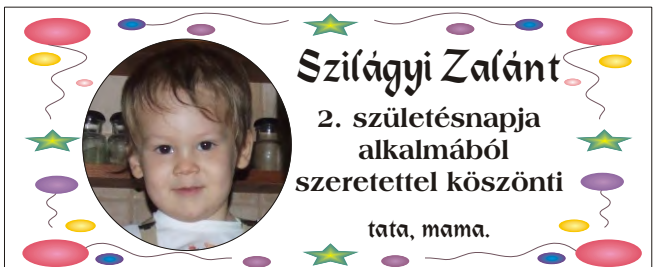 Szilágyi Zalánt
2. születésnapja
alkalmából
szeretettel köszönti
tata, mama.